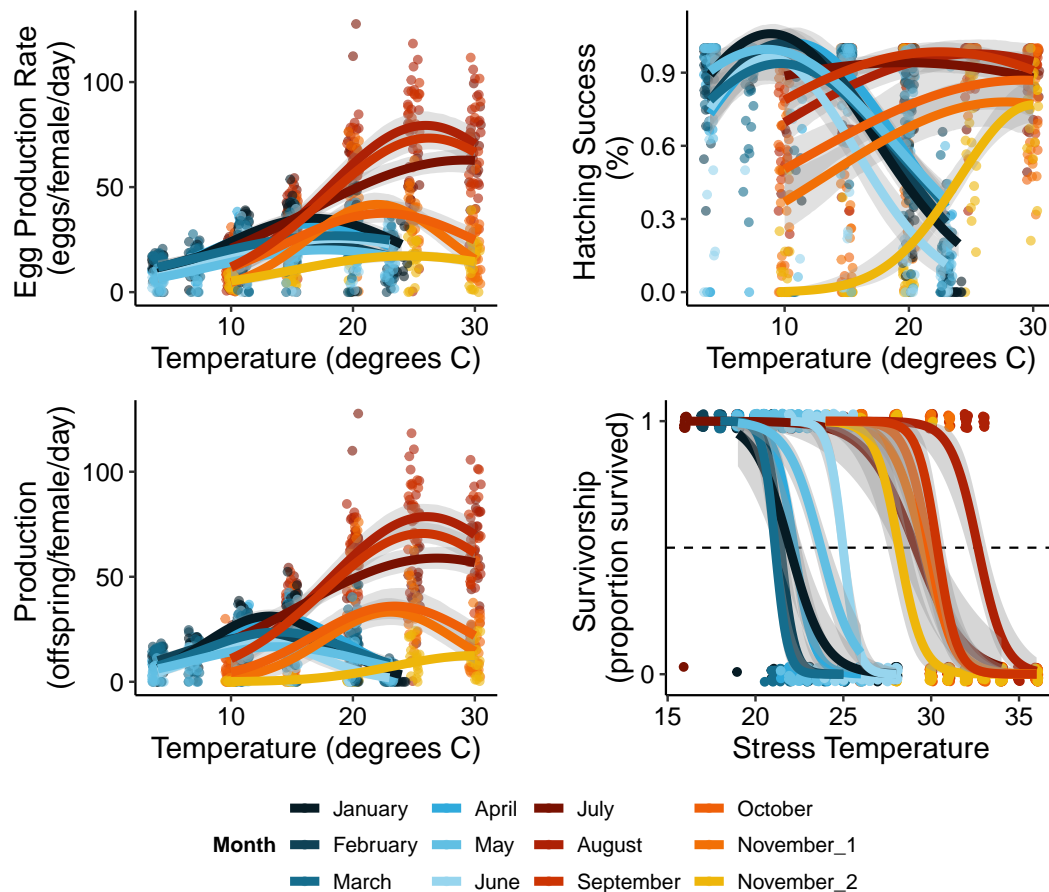 Egg Production Rate
(eggs/female/day)
100
50
0
10
20
30
Temperature (degrees C)
Hatching Success
(%)
0.9
0.6
0.3
0.0
10
20
30
Temperature (degrees C)
Production
(offspring/female/day)
100
50
0
10
20
30
Temperature (degrees C)
Survivorship
(proportion survived)
1
0
15
20
25
30
35
Stress Temperature
Month
January
February
March
April
May
June
July
August
September
October
November_1
November_2